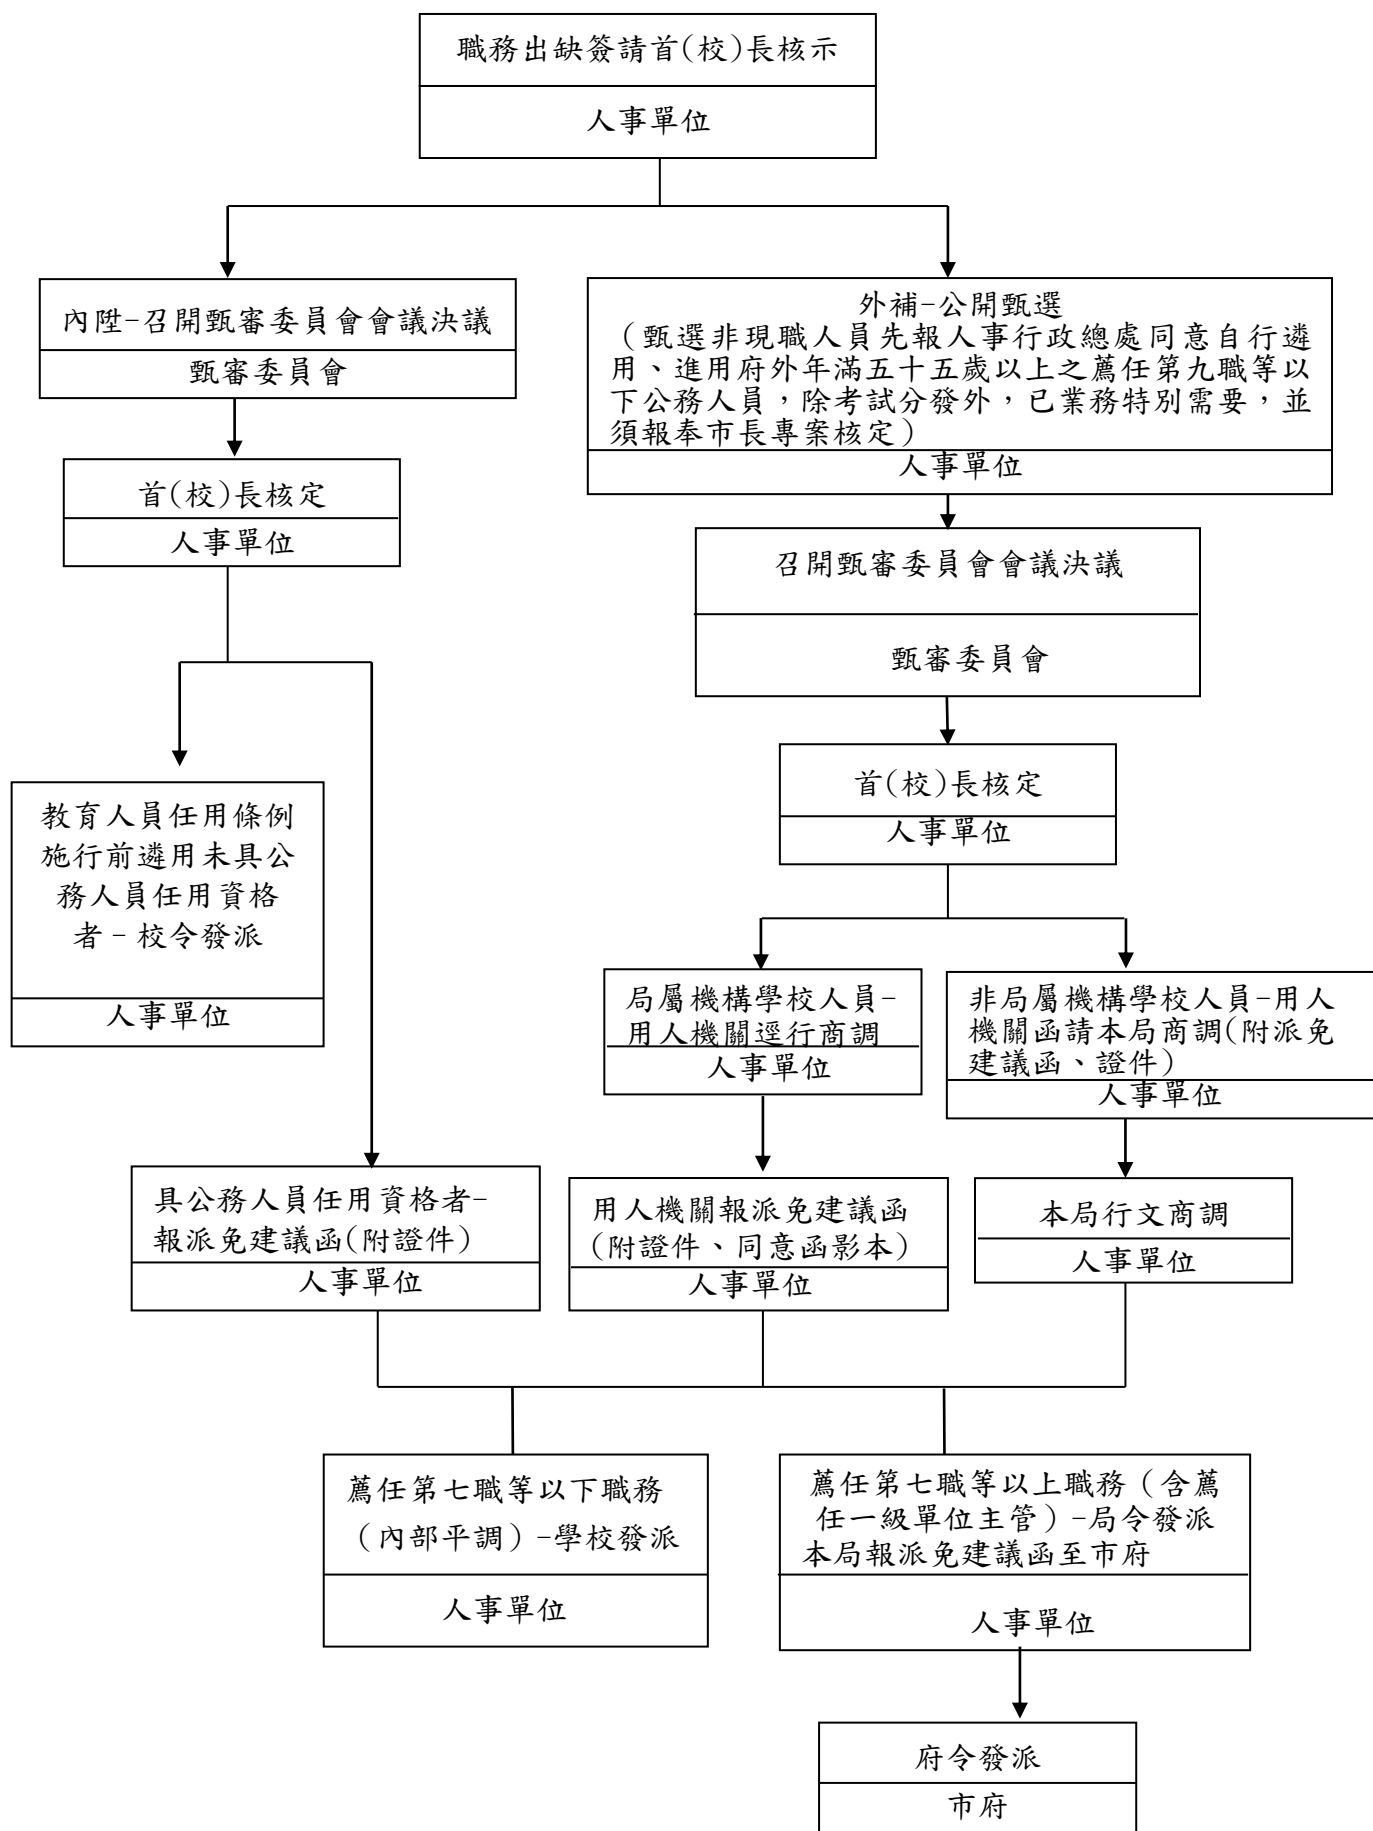 職務出缺簽請首(校)長核示
人事單位
內陞-召開甄審委員會會議決議
甄審委員會
外補-公開甄選
（甄選非現職人員先報人事行政總處同意自行遴
用、進用府外年滿五十五歲以上之薦任第九職等以
下公務人員，除考試分發外，已業務特別需要，並
須報奉市長專案核定）
人事單位
首(校)長核定
人事單位
召開甄審委員會會議決議
甄審委員會
首(校)長核定
人事單位
教育人員任用條例
施行前遴用未具公
務人員任用資格
者-校令發派
人事單位
局屬機構學校人員-
用人機關逕行商調
人事單位
非局屬機構學校人員-用人
機關函請本局商調(附派免
建議函、證件)
人事單位
具公務人員任用資格者-
報派免建議函(附證件)
人事單位
用人機關報派免建議函
(附證件、同意函影本)
人事單位
本局行文商調
人事單位
薦任第七職等以下職務
（內部平調）-學校發派
人事單位
薦任第七職等以上職務（含薦
任一級單位主管）-局令發派
本局報派免建議函至市府
人事單位
府令發派
市府